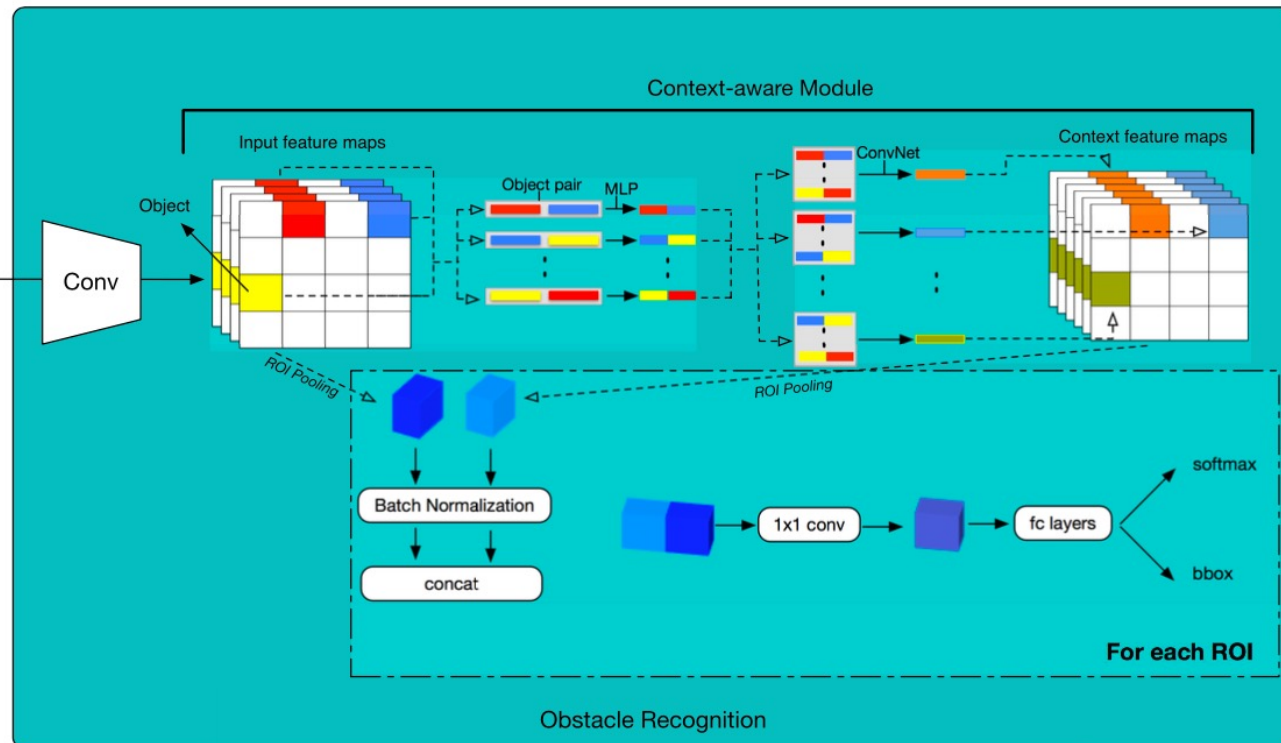 Context-aware Module
Input feature maps
Context feature maps
Object pair
MLP
ConvNet
Object
Conv
ROI Pooling
ROI Pooling
Batch Normalization
concat
1x1 conv
fc layers
softmax
bbox
For each ROI
Obstacle Recognition